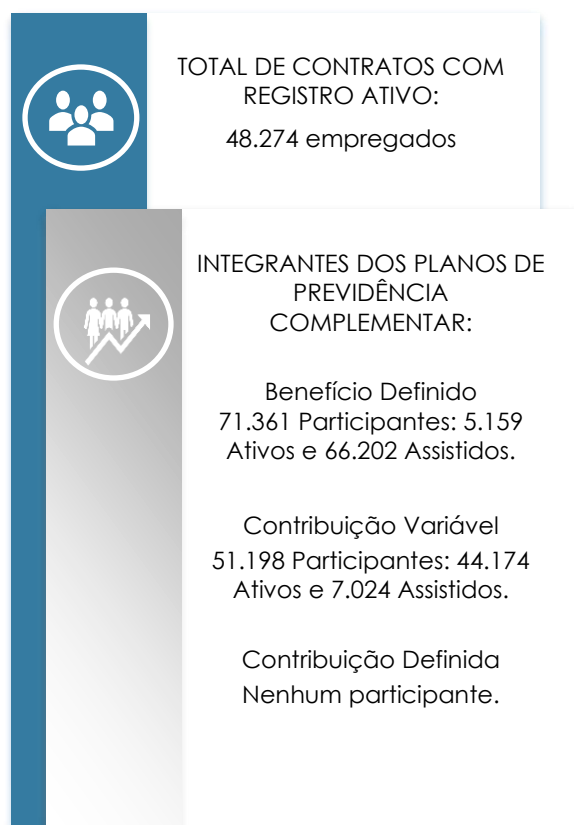 TOTAL DE CONTRATOS COM
REGISTRO ATIVO:
48.274 empregados
INTEGRANTES DOS PLANOS DE
PREVIDÊNCIA
COMPLEMENTAR:
Benefício Definido
71.361 Participantes: 5.159
Ativos e 66.202 Assistidos.
Contribuição Variável
51.198 Participantes: 44.174
Ativos e 7.024 Assistidos.
Contribuição Definida
Nenhum participante.